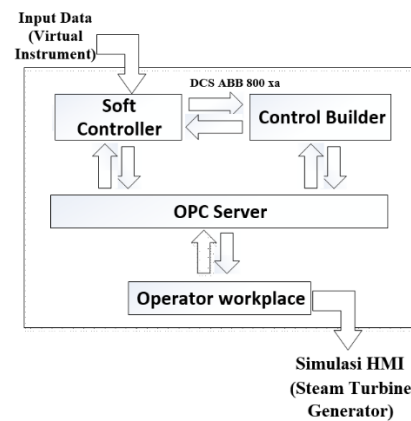 Input Data
(Virtual
Instrument)
DCS ABB 800 xa
Soft
Controller
Control Builder
OPC Server
Operator workplace
Simulasi HMI
(Steam Turbine
Generator)